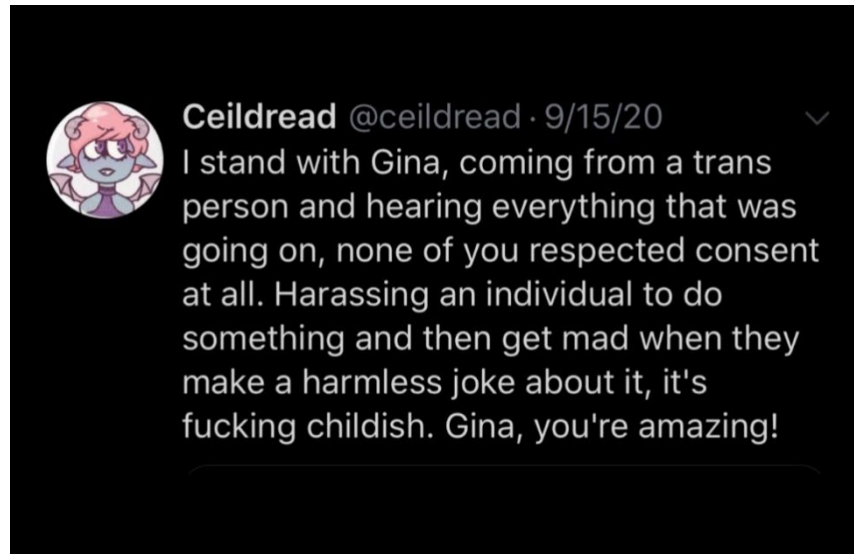 Ceildread @ceildread · 9/15/20
I stand with Gina, coming from a trans
person and hearing everything that was
going on, none of you respected consent
at all. Harassing an individual to do
something and then get mad when they
make a harmless joke about it, it's
fucking childish. Gina, you're amazing!